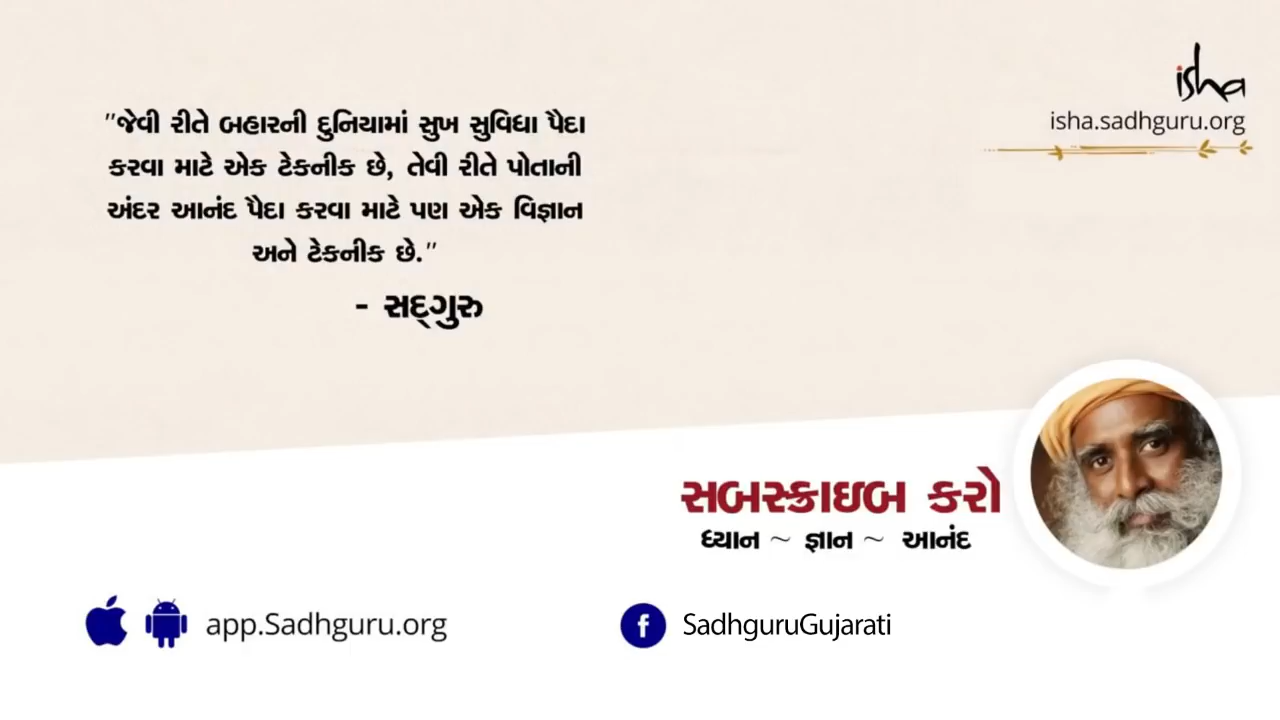 "જેવી રીતે બહારની દુનિયામાં સુખ સુવિધા પૈદા
કરવા માટે એક ટેકનીક છે, તેવી રીતે પોતાની
અંદર આનંદ પૈદા કરવા માટે પણ એક વિજ્ઞાન
અને ટેકનીક છે."
- સદ્‌ગુરુ
isha
isha.sadhguru.org
સબસ્ક્રાઇબ કરો
ધ્યાન ~ જ્ઞાન ~ આનંદ
app.Sadhguru.org
f SadhguruGujarati